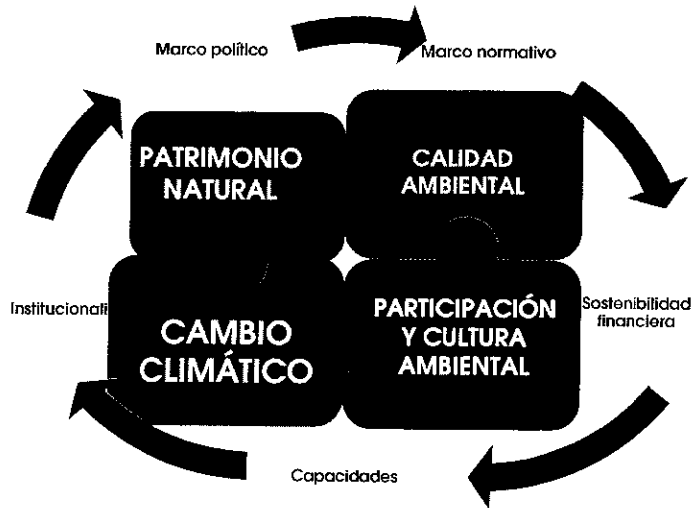 Marco político
Marco normativo
PATRIMONIO
NATURAL
CALIDAD
AMBIENTAL
Institucionali
CAMBIO
CLIMÁTICO
PARTICIPACIÓN
Y CULTURA
AMBIENTAL
Sostenibilidad
financiera
Capacidades